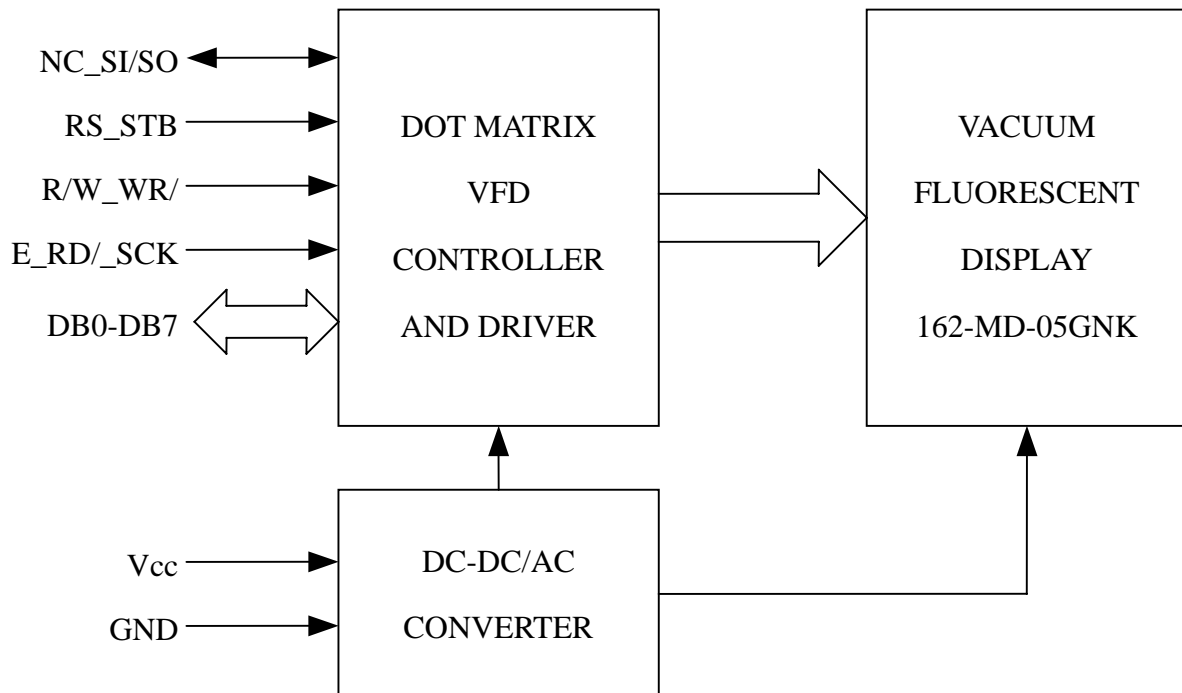 NC_SI/SO
RS_STB
R/W_WR/
E_RD/_SCK
DB0-DB7
DOT MATRIX
VFD
CONTROLLER
AND DRIVER
VACUUM
FLUORESCENT
DISPLAY
162-MD-05GNK
Vcc
GND
DC-DC/AC
CONVERTER